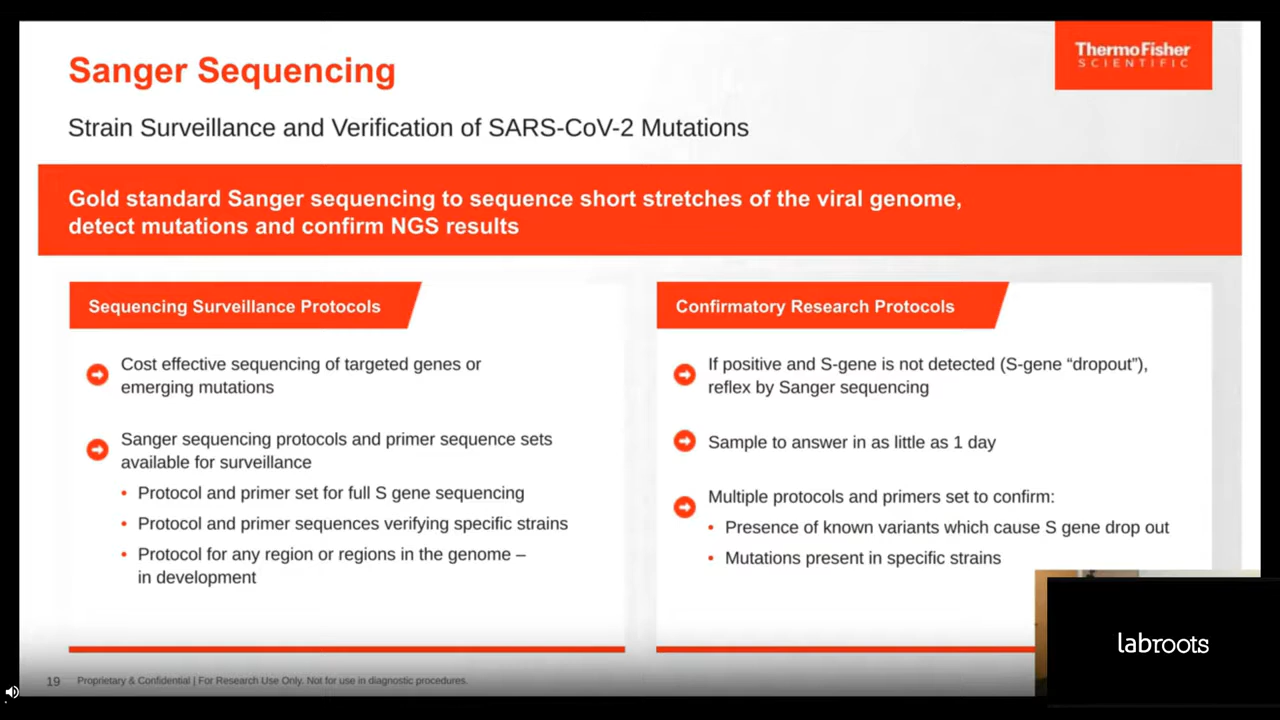 ThermoFisher
SCIENTIFIC
Sanger Sequencing
Strain Surveillance and Verification of SARS-CoV-2 Mutations
Gold standard Sanger sequencing to sequence short stretches of the viral genome,
detect mutations and confirm NGS results
Sequencing Surveillance Protocols
Cost effective sequencing of targeted genes or
emerging mutations
Sanger sequencing protocols and primer sequence sets
available for surveillance
• Protocol and primer set for full S gene sequencing
• Protocol and primer sequences verifying specific strains
• Protocol for any region or regions in the genome –
in development
Confirmatory Research Protocols
If positive and S-gene is not detected (S-gene “dropout”),
reflex by Sanger sequencing
Sample to answer in as little as 1 day
Multiple protocols and primers set to confirm:
• Presence of known variants which cause S gene drop out
• Mutations present in specific strains
labroots
19 Proprietary & Confidential | For Research Use Only. Not for use in diagnostic procedures.